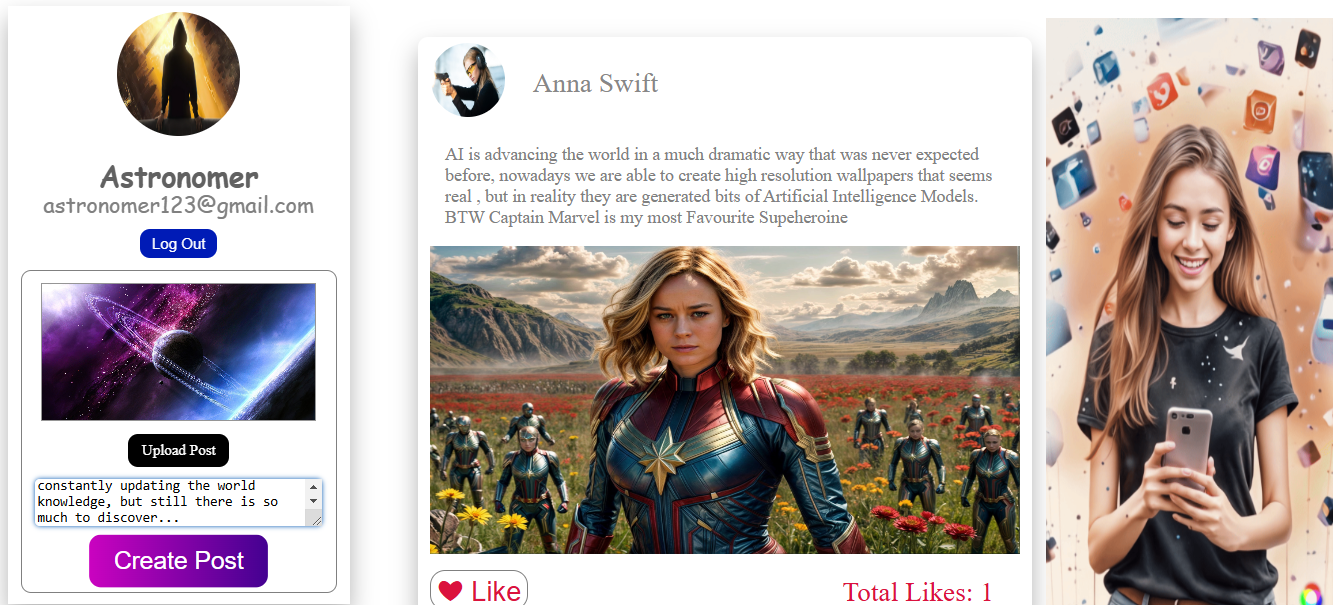 Astronomer
astronomer123@gmail.com
Log Out
Upload Post
constantly updating the world
knowledge, but still there is so
much to discover...
Create Post
Anna Swift
AI is advancing the world in a much dramatic way that was never expected
before, nowadays we are able to create high resolution wallpapers that seems
real , but in reality they are generated bits of Artificial Intelligence Models.
BTW Captain Marvel is my most Favourite Supeheroine
Like
Total Likes: 1